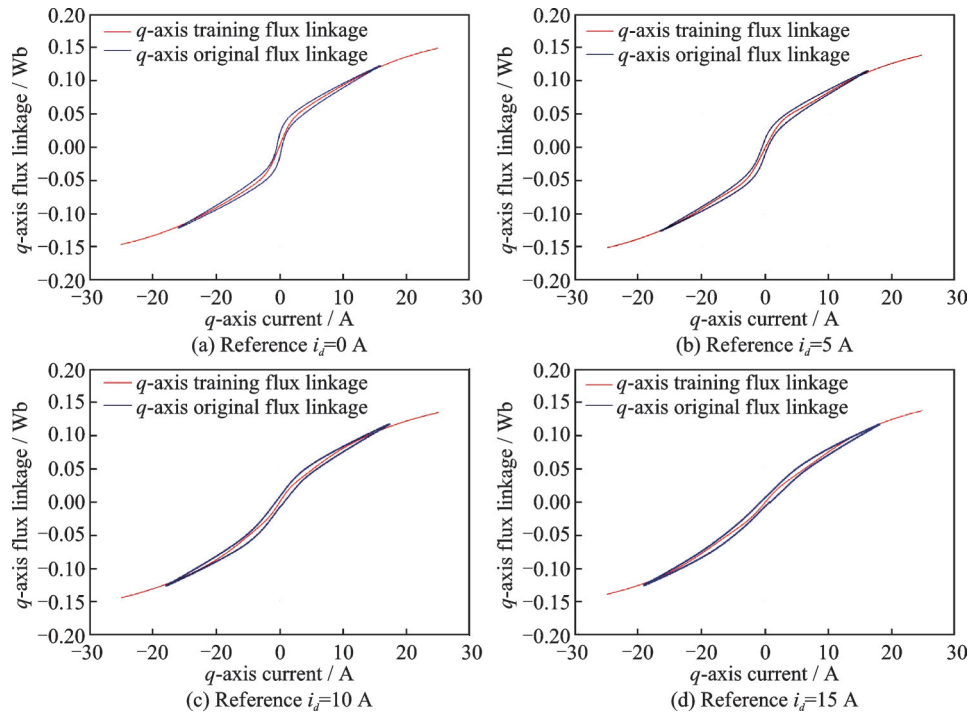 q-axis flux linkage / Wb
0.20
0.15
0.10
0.05
0.00
−0.05
−0.10
−0.15
0.20
q-axis training flux linkage
q-axis original flux linkage
−30 −20 −20 0 10 20 30
q-axis current / A
(a) Reference i_d=0 A
q-axis flux linkage / Wb
0.20
0.15
0.10
0.05
0.00
−0.05
−0.10
−0.15
0.20
q-axis training flux linkage
q-axis original flux linkage
−30 −20 −20 0 10 20 30
q-axis current / A
(b) Reference i_d=5 A
q-axis flux linkage / Wb
0.20
0.15
0.10
0.05
0.00
−0.05
−0.10
−0.15
0.20
q-axis training flux linkage
q-axis original flux linkage
−30 −20 −20 0 10 20 30
q-axis current / A
(c) Reference i_d=10 A
q-axis flux linkage / Wb
0.20
0.15
0.10
0.05
0.00
−0.05
−0.10
−0.15
0.20
q-axis training flux linkage
q-axis original flux linkage
−30 −20 −20 0 10 20 30
q-axis current / A
(d) Reference i_d=15 A